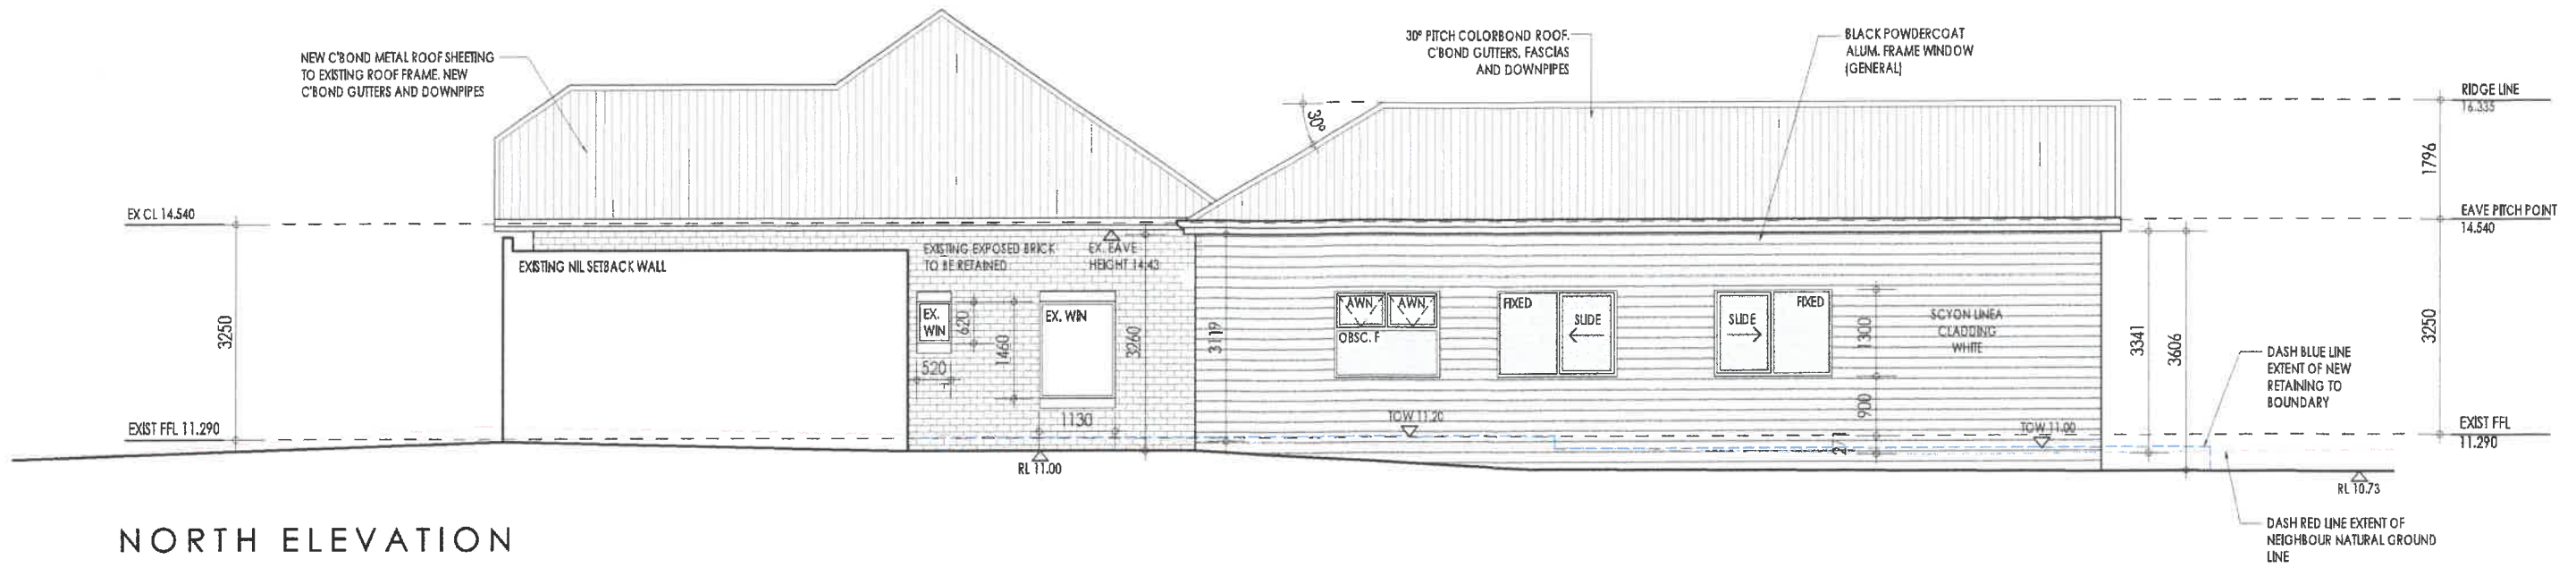 NEW C'BOND METAL ROOF SHEETING
TO EXISTING ROOF FRAME. NEW
C'BOND GUTTERS AND DOWNPIPES
30° PITCH COLORBOND ROOF.
C'BOND GUTTERS, FASCIAS
AND DOWNPIPES
BLACK POWDERCOAT
ALUM. FRAME WINDOW
(GENERAL)
RIDGE LINE
16.335
30°
1796
EX CL 14.540
EAVE PITCH POINT
14.540
EXISTING NIL SETBACK WALL
EXISTING EXPOSED BRICK
TO BE RETAINED
EX. EAVE
HEIGHT 14.43
3250
EX.
WIN
620
520
1460
EX. WIN
1130
3260
3119
AWN.
AWN.
OBSC. F
FIXED
SLIDE
SLIDE
FIXED
1300
900
271
SCYON LINEA
CLADDING
WHITE
3341
3606
3250
DASH BLUE LINE
EXTENT OF NEW
RETAINING TO
BOUNDARY
TOW 11.20
TOW 11.00
EXIST FFL 11.290
EXIST FFL
11.290
RL 11.00
RL 10.73
DASH RED LINE EXTENT OF
NEIGHBOUR NATURAL GROUND
LINE
NORTH ELEVATION